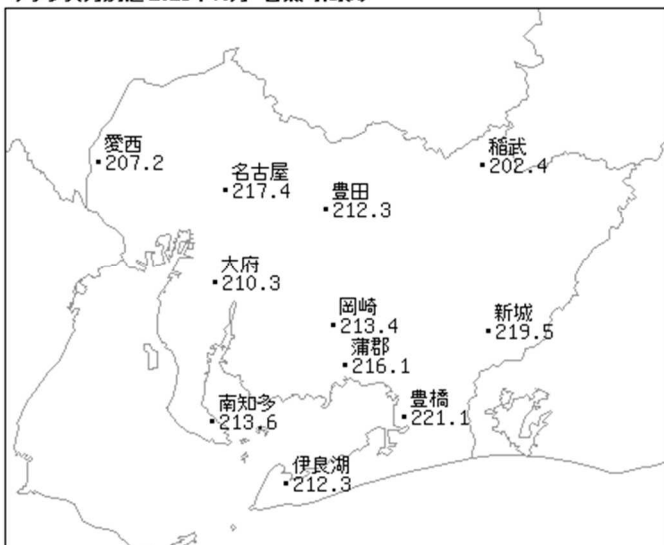 愛西
207.2
稲武
202.4
名古屋
217.4
豊田
212.3
大府
210.3
岡崎
213.4
新城
219.5
蒲郡
216.1
南知多
213.6
豊橋
221.1
伊良湖
212.3